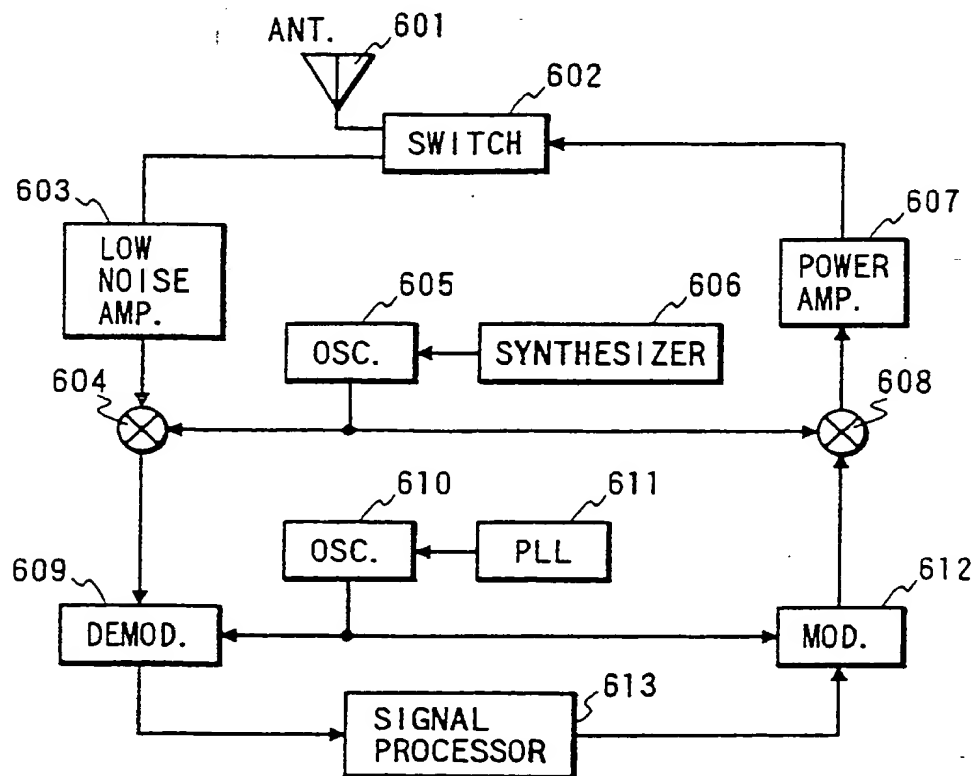 ANT.
601
602
SWITCH
603
LOW
NOISE
AMP.
607
POWER
AMP.
605
OSC.
606
SYNTHESIZER
604
608
610
OSC.
611
PLL
609
DEMOD.
612
MOD.
613
SIGNAL
PROCESSOR